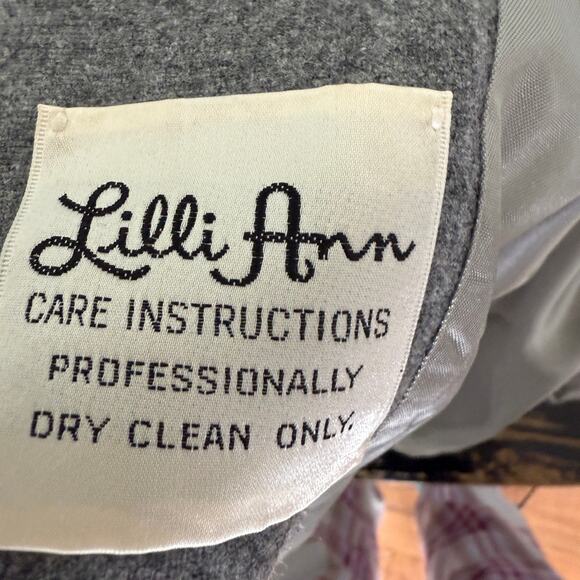 Lilli Ann
CARE INSTRUCTIONS
PROFESSIONALLY
DRY CLEAN ONLY.